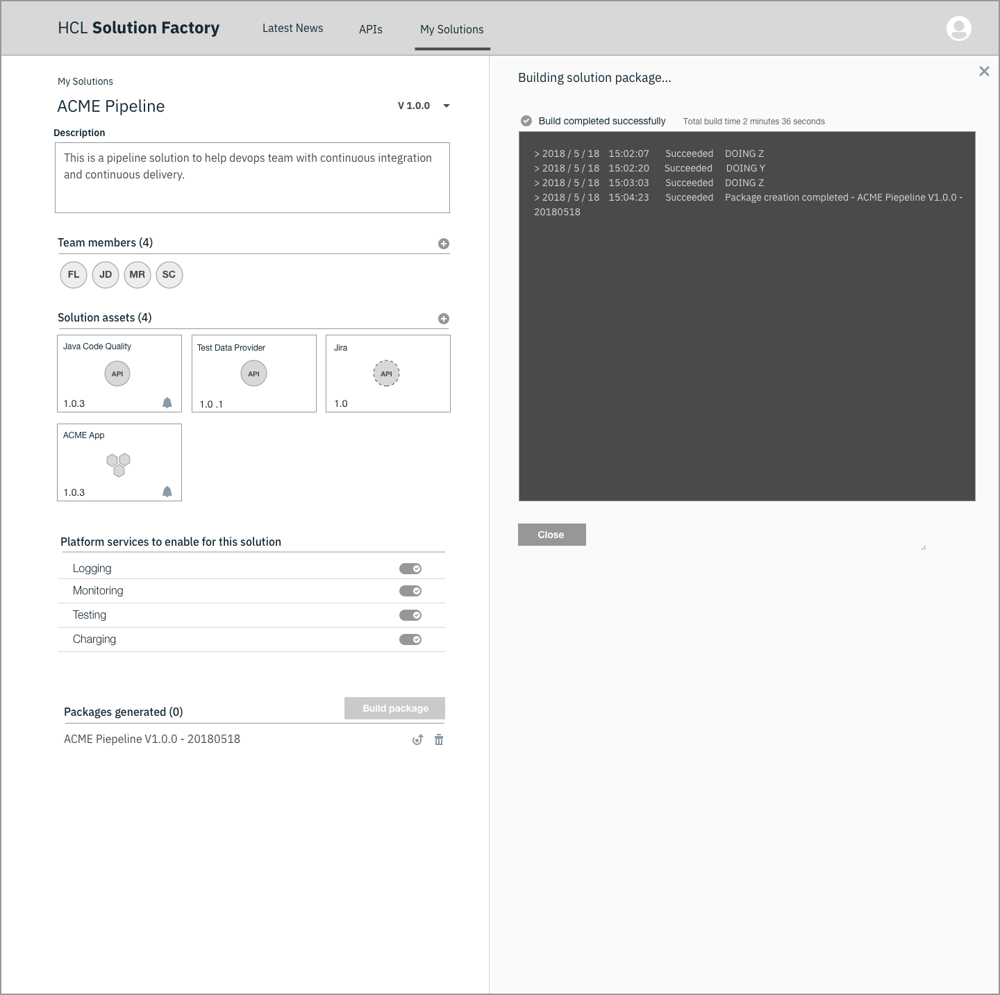 HCL Solution Factory
Latest News
APIs
My Solutions
My Solutions
ACME Pipeline
V 1.0.0
Description
This is a pipeline solution to help devops team with continuous integration
and continuous delivery.
Team members (4)
FL
JD
MR
SC
Solution assets (4)
Java Code Quality
API
1.0.3
Test Data Provider
API
1.0 .1
Jira
API
1.0
ACME App
1.0.3
Platform services to enable for this solution
Logging
Monitoring
Testing
Charging
Packages generated (0)
Build package
ACME Piepeline V1.0.0 - 20180518
Building solution package...
Build completed successfully
Total build time 2 minutes 36 seconds
> 2018 / 5 / 18 15:02:07 Succeeded DOING Z
> 2018 / 5 / 18 15:02:20 Succeeded DOING Y
> 2018 / 5 / 18 15:03:03 Succeeded DOING Z
> 2018 / 5 / 18 15:04:23 Succeeded Package creation completed - ACME Piepeline V1.0.0 -
20180518
Close